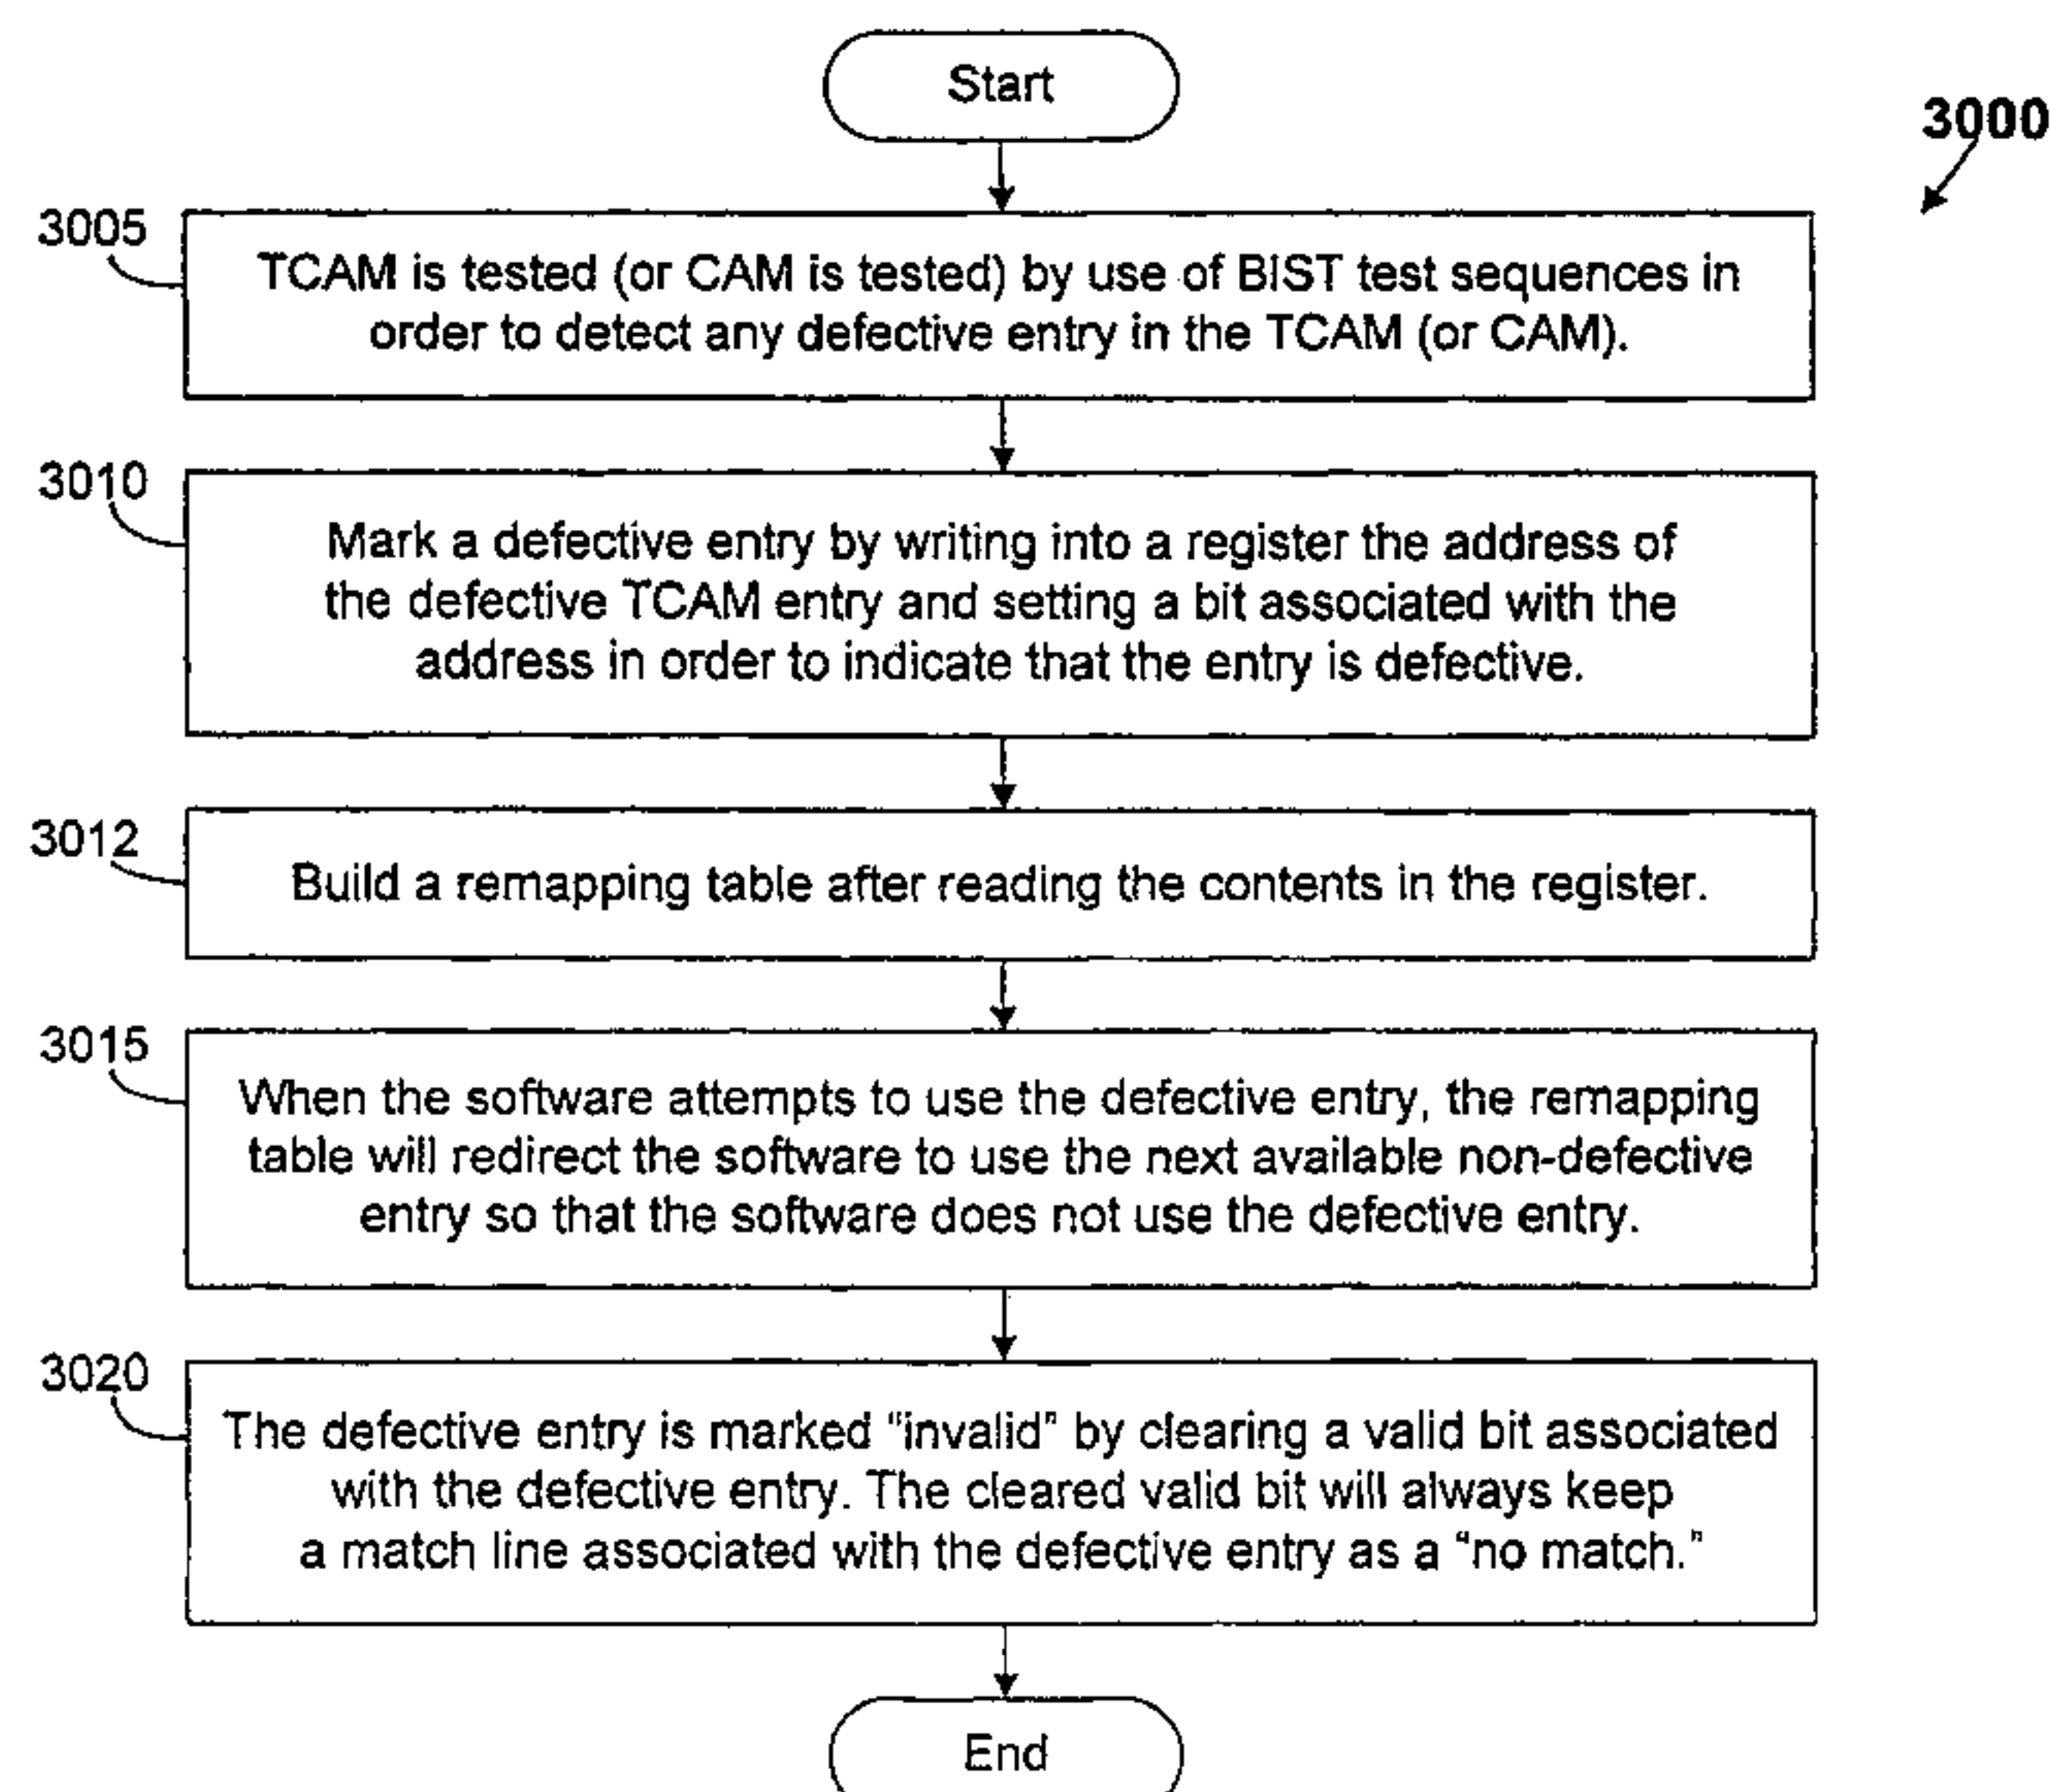 Start
3000
3005
TCAM is tested (or CAM is tested) by use of BIST test sequences in
order to detect any defective entry in the TCAM (or CAM).
3010
Mark a defective entry by writing into a register the address of
the defective TCAM entry and setting a bit associated with the
address in order to indicate that the entry is defective.
3012
Build a remapping table after reading the contents in the register.
3015
When the software attempts to use the defective entry, the remapping
table will redirect the software to use the next available non-defective
entry so that the software does not use the defective entry.
3020
The defective entry is marked "invalid" by clearing a valid bit associated
with the defective entry. The cleared valid bit will always keep
a match line associated with the defective entry as a "no match."
End